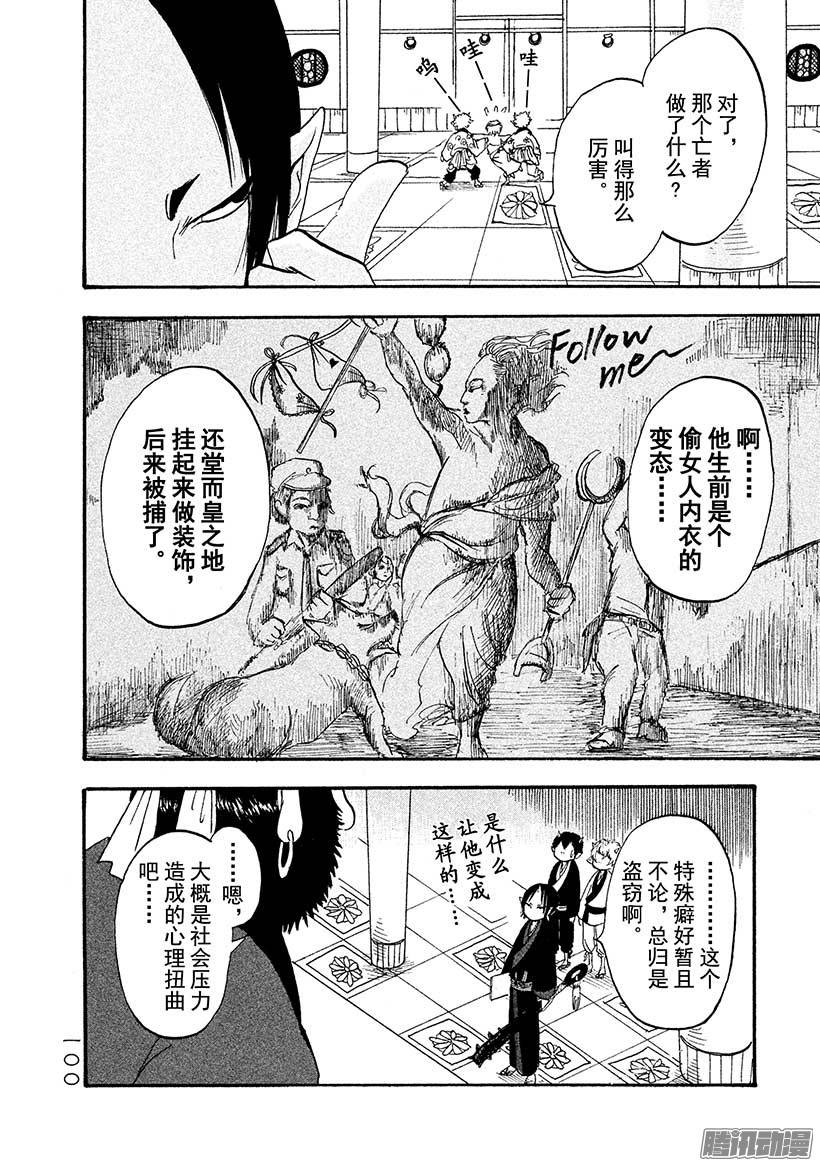 对了，
那个亡者
做了什么？
叫得那么
厉害。
哇
哇
呜
Follow
me
啊……
他生前是个
偷女人内衣的
变态……
还堂而皇之地
挂起来做装饰，
后来被捕了。
……这个
特殊癖好暂且
不论，总归是
盗窃啊。
是什么
让他变成
这样的……
……嗯，
大概是社会压力
造成的心理扭曲
吧……
100
腾讯动漫